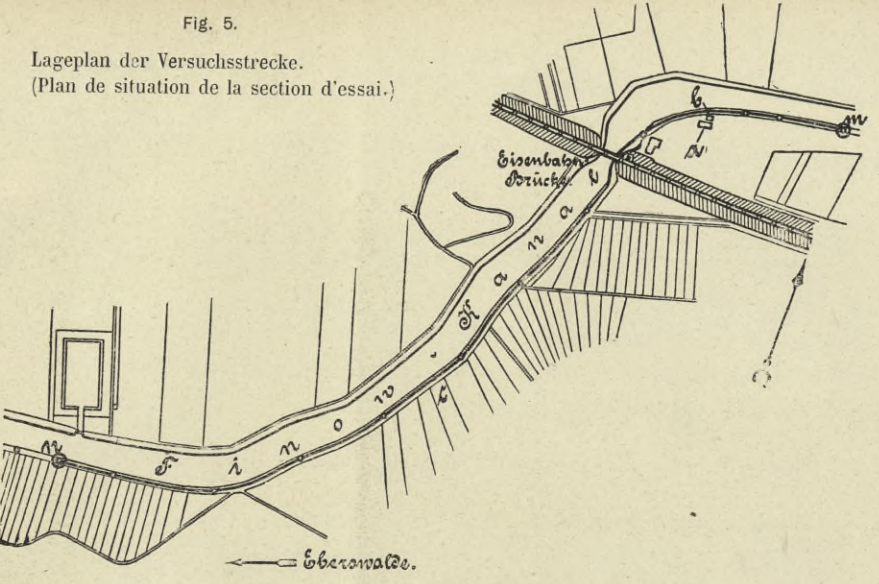 Fig. 5.
Lageplan der Versuchsstrecke.
(Plan de situation de la section d'essai.)
b
m
a
Eisenbahn
Brücke.
Finow-Kanal
c
n
Eberswalde.